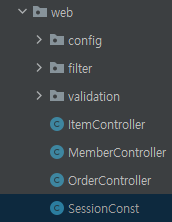 web
config
filter
validation
ItemController
MemberController
OrderController
SessionConst